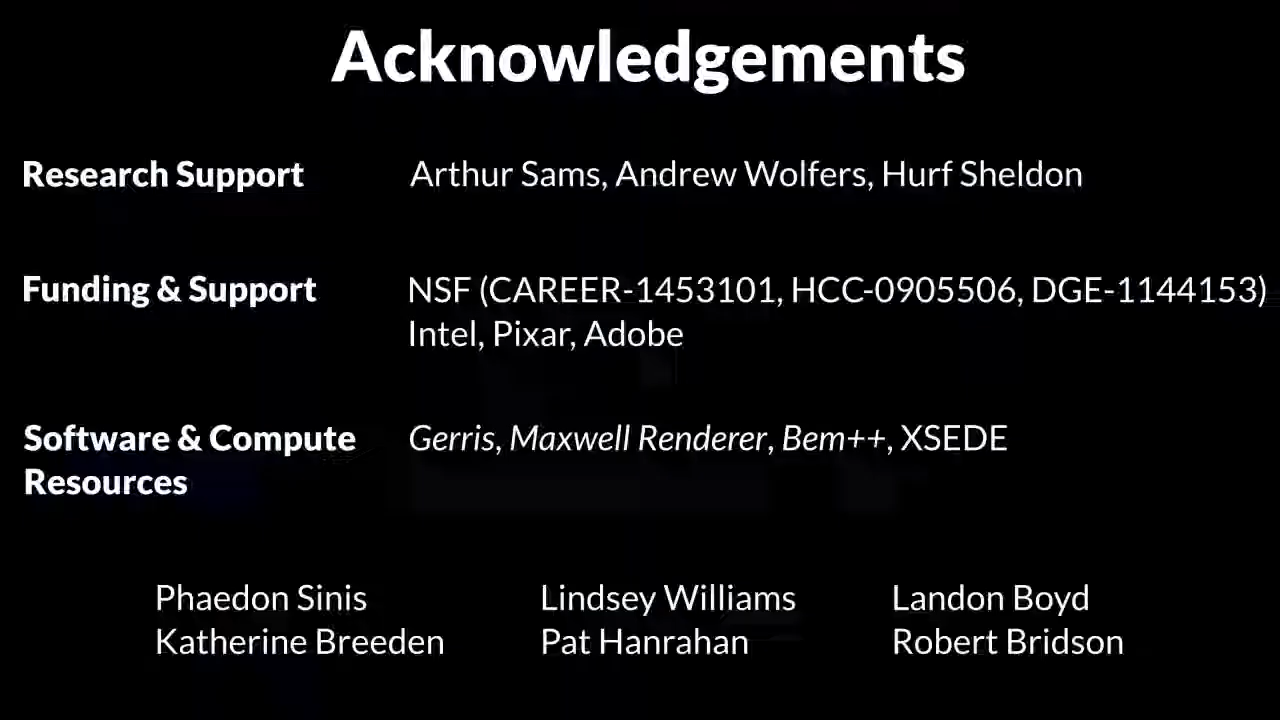 Acknowledgements
Research Support Arthur Sams, Andrew Wolfers, Hurf Sheldon
Funding & Support NSF (CAREER-1453101, HCC-0905506, DGE-1144153)
Intel, Pixar, Adobe
Software & Compute Gerris, Maxwell Renderer, Bem++, XSEDE
Resources
Phaedon Sinis Lindsey Williams Landon Boyd
Katherine Breeden Pat Hanrahan Robert Bridson